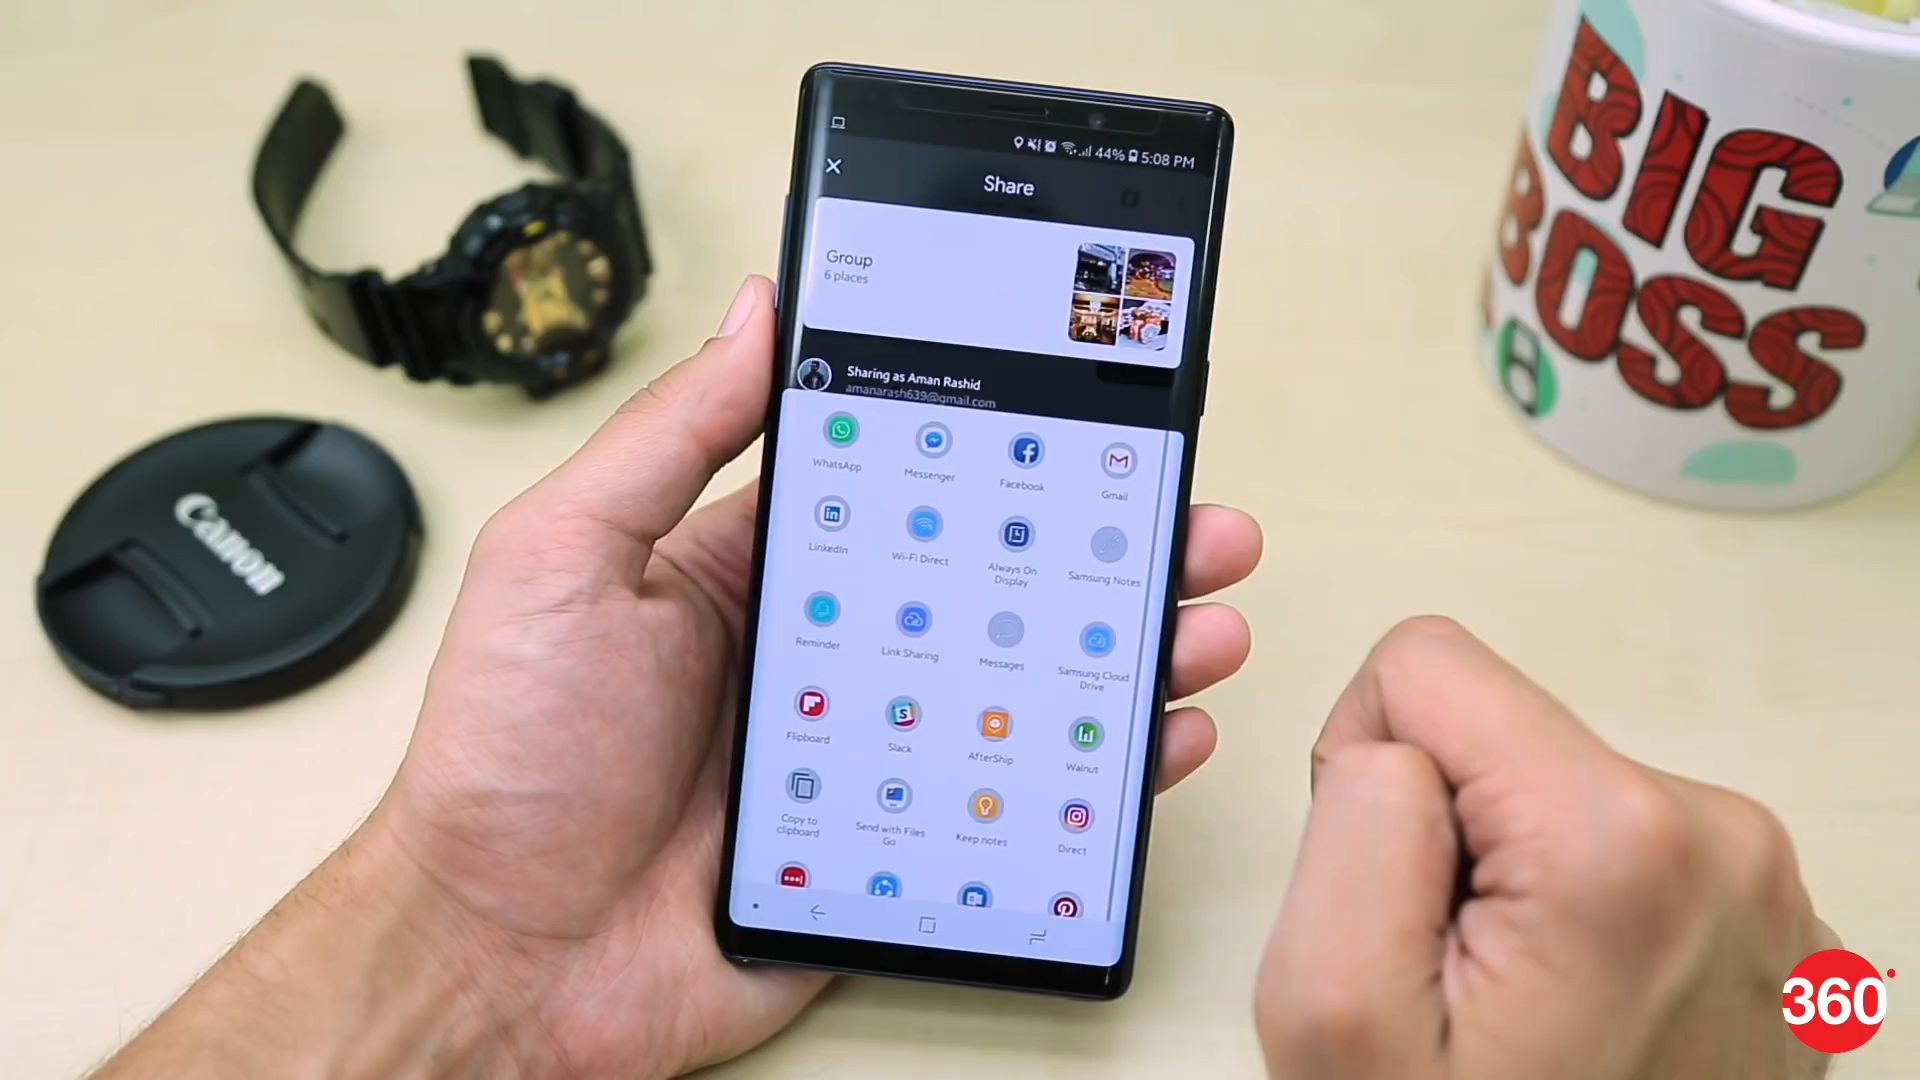 44% 5:08 PM
Share
Group
6 places
Sharing as Aman Rashid
amanarash639@gmail.com
WhatsApp
Messenger
Facebook
Gmail
LinkedIn
Wi-Fi Direct
Always On
Display
Samsung Notes
Reminder
Link Sharing
Messages
Samsung Cloud
Drive
Flipboard
Slack
AfterShip
Walnut
Copy to
clipboard
Send with Files
Go
Keep notes
Direct
Canon
BIG
BOSS
360